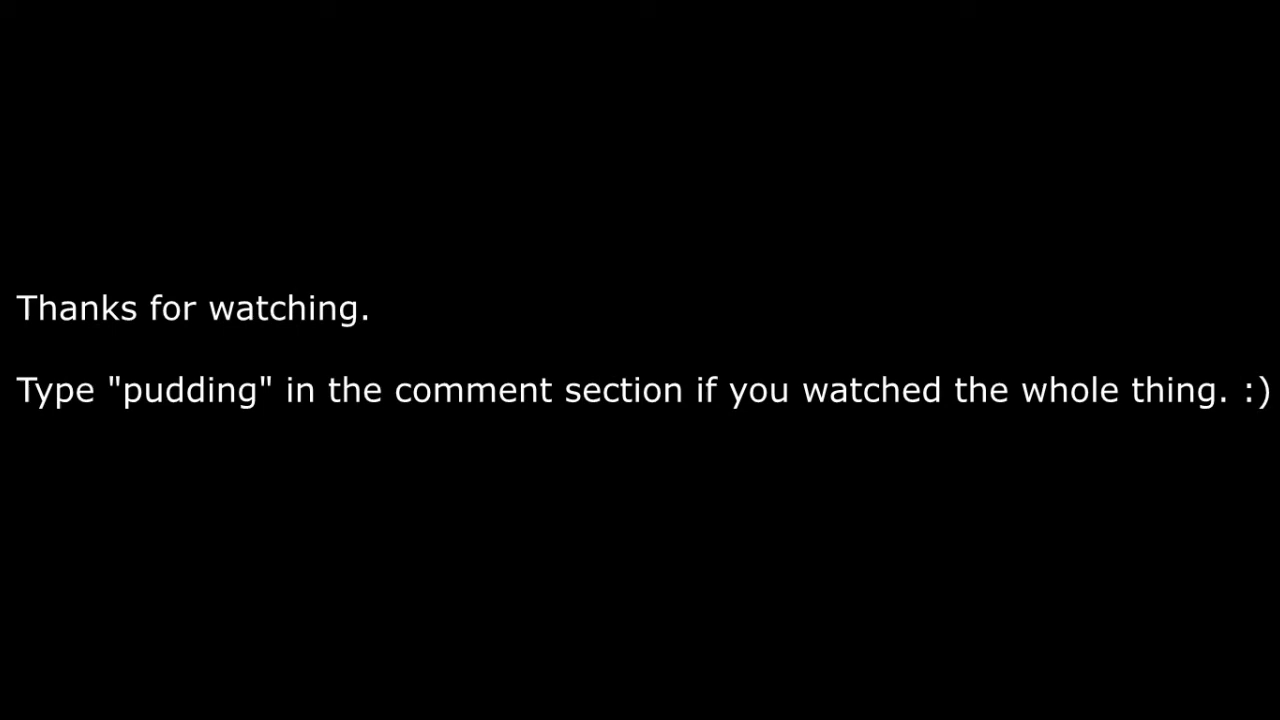 Thanks for watching.
Type "pudding" in the comment section if you watched the whole thing. :)